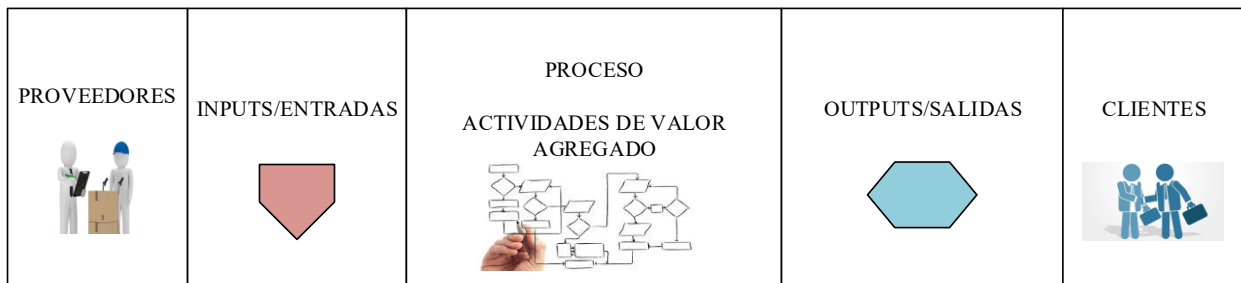 PROVEEDORES
INPUTS/ENTRADAS
PROCESO
ACTIVIDADES DE VALOR
AGREGADO
OUTPUTS/SALIDAS
CLIENTES